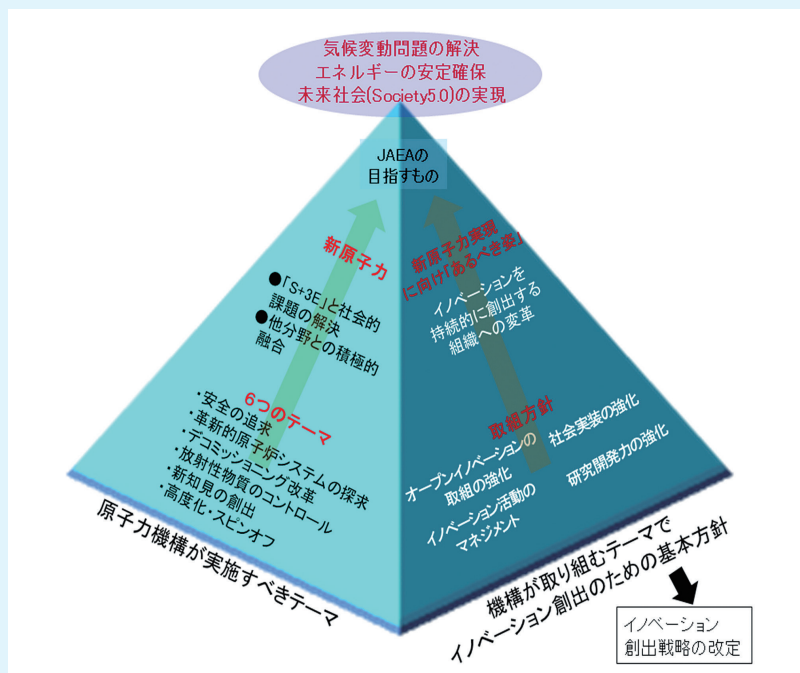 気候変動問題の解決
エネルギーの安定確保
未来社会(Society5.0)の実現
JAEAの
目指すもの
新原子力
●「S+3E」と社会的
課題の解決
●他分野との積極的
融合
6つのテーマ
・安全の追求
・革新的原子炉システムの探求
・デコミッショニング改革
・放射性物質のコントロール
・新知見の創出
・高度化・スピンオフ
原子力機構が実施すべきテーマ
新原子力実現
に向け「あるべき姿」
イノベーションを
持続的に創出する
組織への変革
取組方針
オープンイノベーションの
取組の強化
社会実装の強化
イノベーション活動の
マネジメント
研究開発力の強化
機構が取り組むテーマで
イノベーション創出のための基本方針
イノベーション
創出戦略の改定